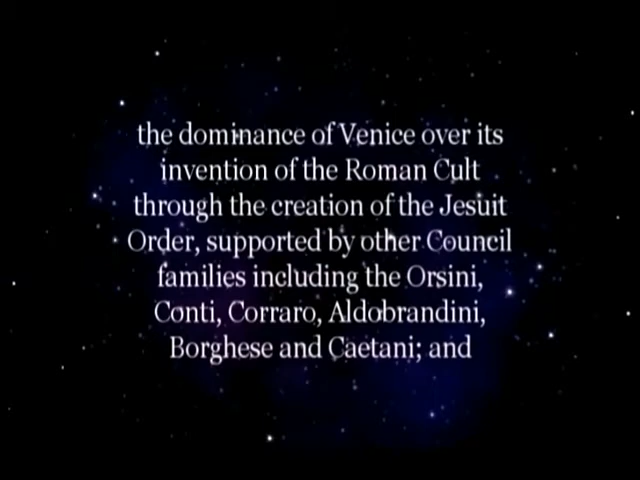 the dominance of Venice over its
invention of the Roman Cult
through the creation of the Jesuit
Order, supported by other Council
families including the Orsini,
Conti, Corraro, Aldobrandini,
Borghese and Caetani; and